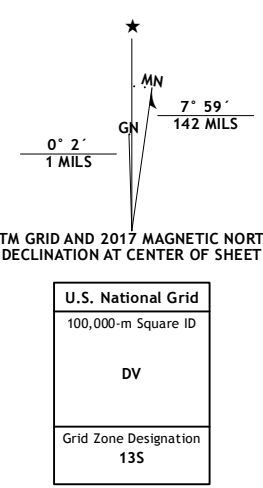 MN
GN
7° 59´
142 MILS
0° 2´
1 MILS
TM GRID AND 2017 MAGNETIC NORT
DECLINATION AT CENTER OF SHEET
U.S. National Grid
100,000-m Square ID
DV
Grid Zone Designation
13S